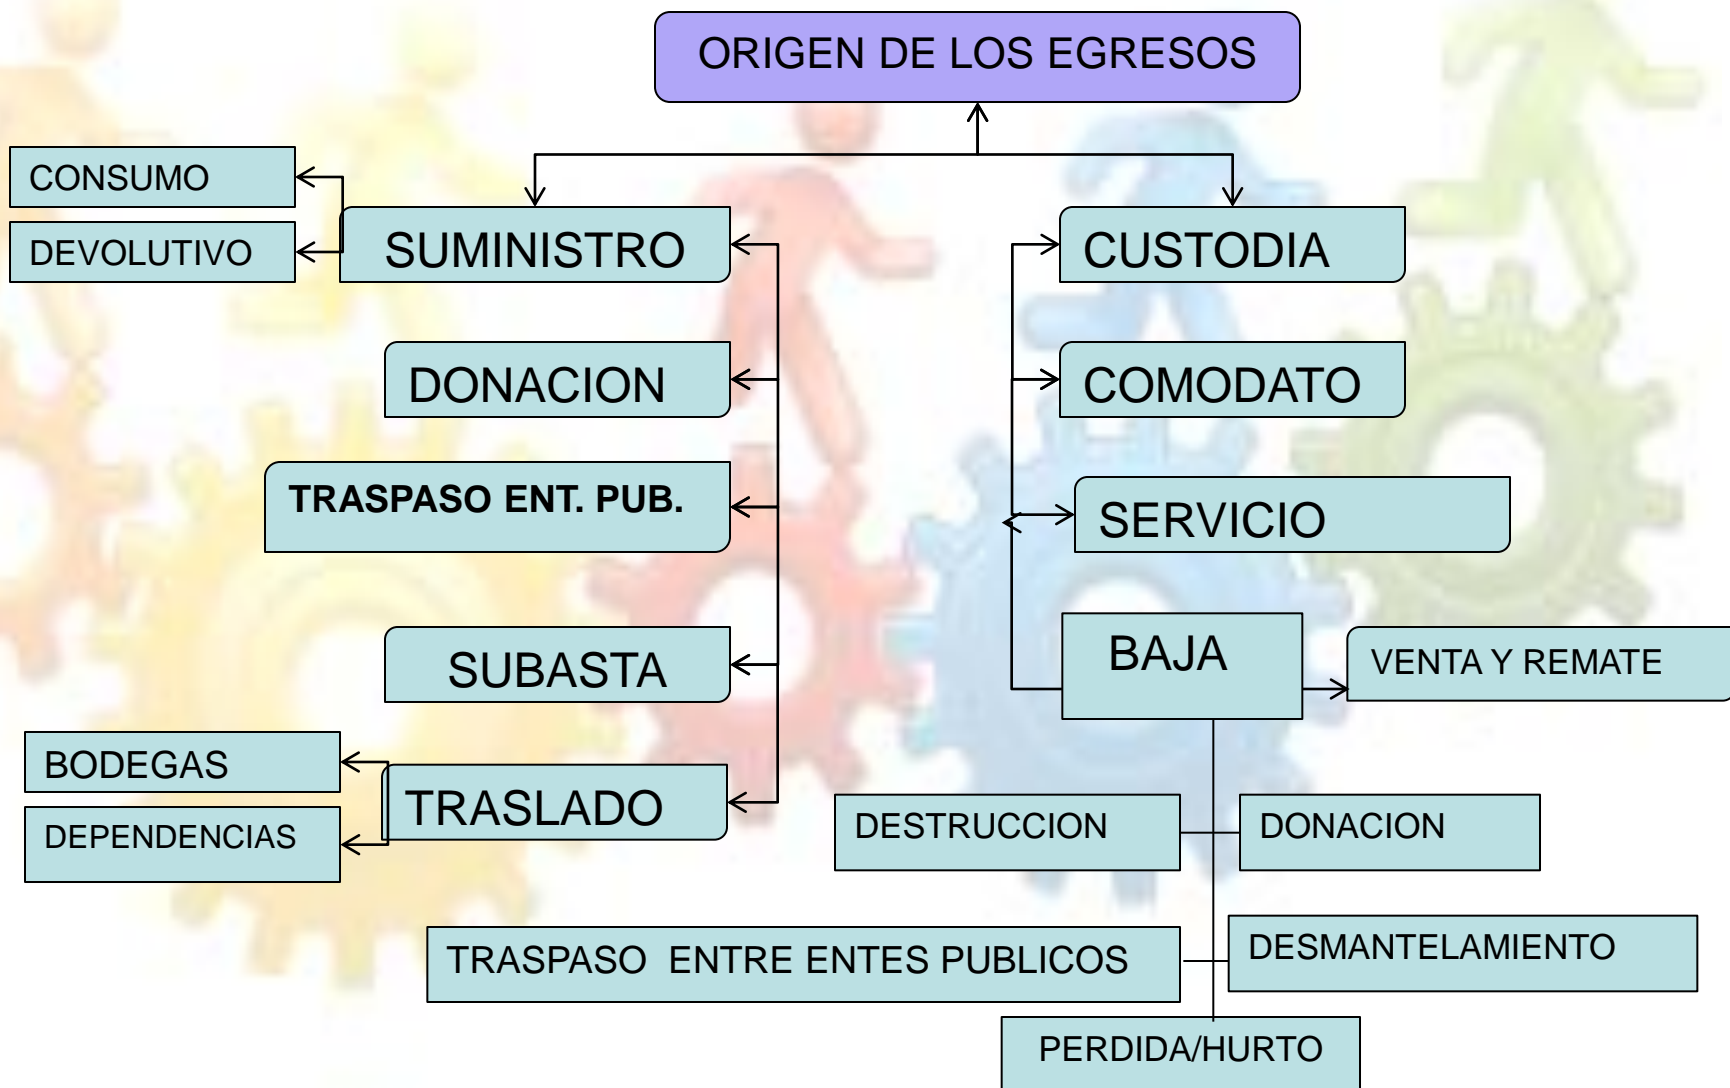 ORIGEN DE LOS EGRESOS
CONSUMO
DEVOLUTIVO
SUMINISTRO
CUSTODIA
DONACION
COMODATO
TRASPASO ENT. PUB.
SERVICIO
SUBASTA
BAJA
VENTA Y REMATE
BODEGAS
DEPENDENCIAS
TRASLADO
DESTRUCCION
DONACION
TRASPASO  ENTRE ENTES PUBLICOS
DESMANTELAMIENTO
PERDIDA/HURTO